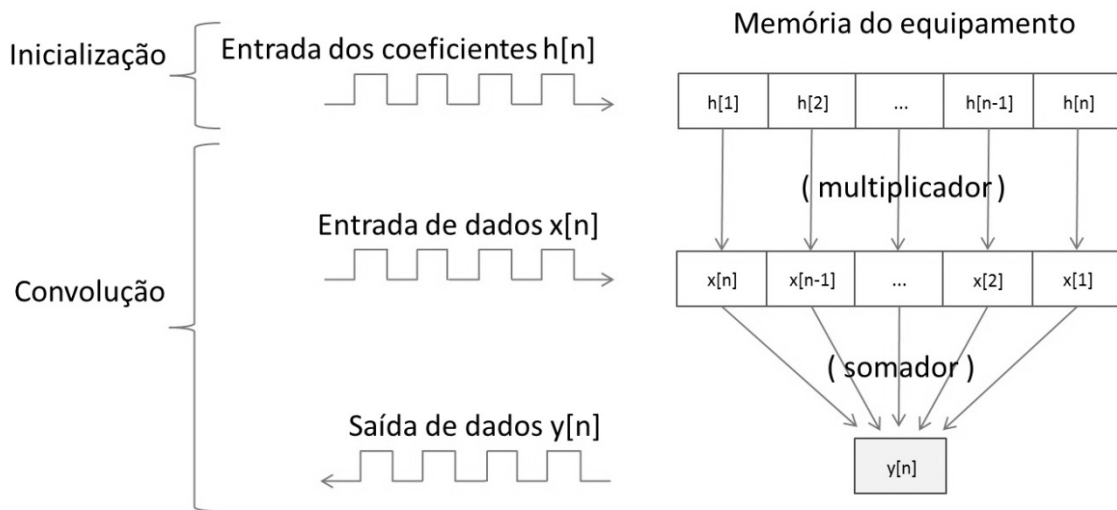 Inicialização
Entrada dos coeficientes h[n]
Convolução
Entrada de dados x[n]
Saída de dados y[n]
Memória do equipamento
h[1] h[2] ... h[n-1] h[n]
( multiplicador )
x[n] x[n-1] ... x[2] x[1]
( somador )
y[n]